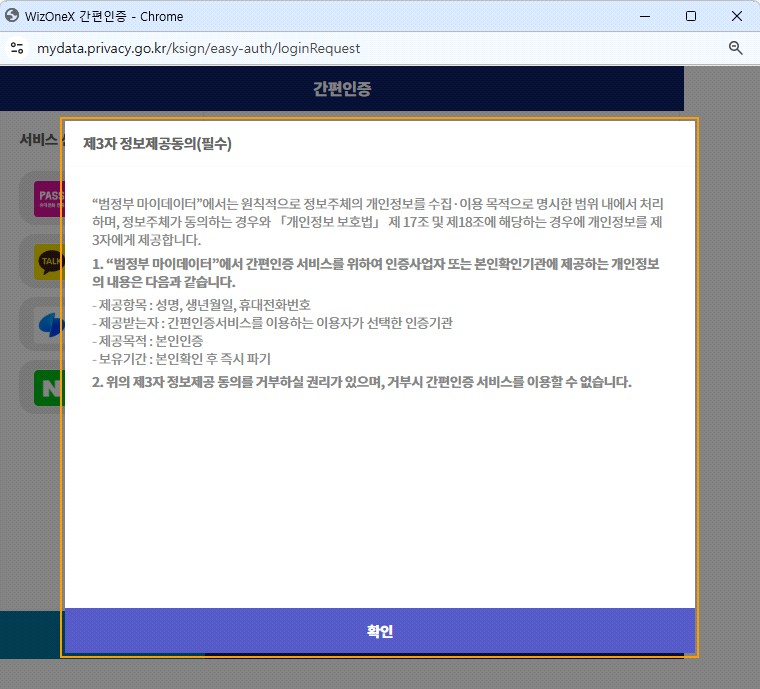 WizOneX 간편인증 - Chrome
mydata.privacy.go.kr/ksign/easy-auth/loginRequest
간편인증
서비스
제3자 정보제공동의(필수)
PASS
“범정부 마이데이터”에서는 원칙적으로 정보주체의 개인정보를 수집·이용 목적으로 명시한 범위 내에서 처리
하며, 정보주체가 동의하는 경우와 「개인정보 보호법」 제 17조 및 제18조에 해당하는 경우에 개인정보를 제
3자에게 제공합니다.
TALK
1. “범정부 마이데이터”에서 간편인증 서비스를 위하여 인증사업자 또는 본인확인기관에 제공하는 개인정보
의 내용은 다음과 같습니다.
- 제공항목 : 성명, 생년월일, 휴대전화번호
- 제공받는자 : 간편인증서비스를 이용하는 이용자가 선택한 인증기관
- 제공목적 : 본인인증
- 보유기간 : 본인확인 후 즉시 파기
N
2. 위의 제3자 정보제공 동의를 거부하실 권리가 있으며, 거부시 간편인증 서비스를 이용할 수 없습니다.
확인